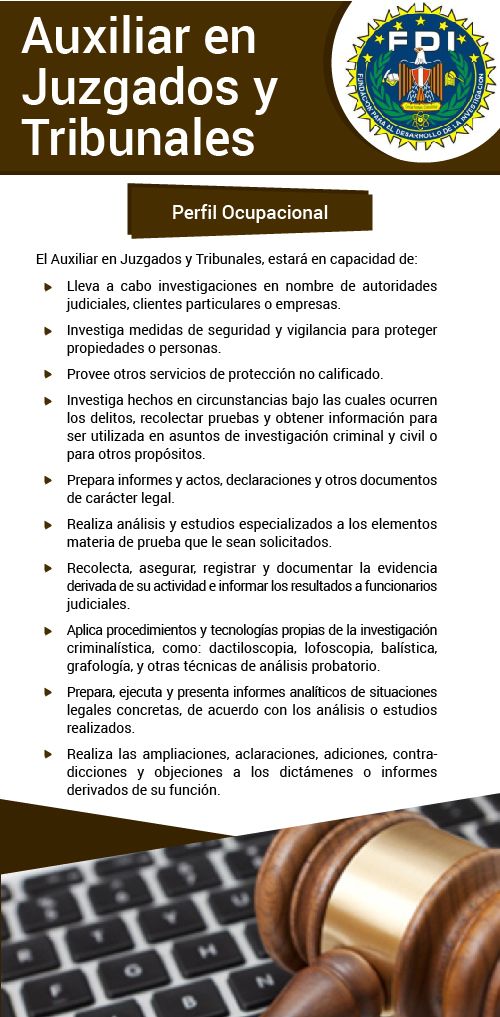 Auxiliar en
Juzgados y
Tribunales
FDI
FUNDACION PARA EL DESARROLLO DE LA INVESTIGACION
Perfil Ocupacional
El Auxiliar en Juzgados y Tribunales, estará en capacidad de:
Lleva a cabo investigaciones en nombre de autoridades
judiciales, clientes particulares o empresas.
Investiga medidas de seguridad y vigilancia para proteger
propiedades o personas.
Provee otros servicios de protección no calificado.
Investiga hechos en circunstancias bajo las cuales ocurren
los delitos, recolectar pruebas y obtener información para
ser utilizada en asuntos de investigación criminal y civil o
para otros propósitos.
Prepara informes y actos, declaraciones y otros documentos
de carácter legal.
Realiza análisis y estudios especializados a los elementos
materia de prueba que le sean solicitados.
Recolecta, asegurar, registrar y documentar la evidencia
derivada de su actividad e informar los resultados a funcionarios
judiciales.
Aplica procedimientos y tecnologías propias de la investigación
criminalística, como: dactiloscopia, lofoscopia, balística,
grafología, y otras técnicas de análisis probatorio.
Prepara, ejecuta y presenta informes analíticos de situaciones
legales concretas, de acuerdo con los análisis o estudios
realizados.
Realiza las ampliaciones, aclaraciones, adiciones, contra-
dicciones y objeciones a los dictámenes o informes
derivados de su función.
Y
H
F
G
B
N